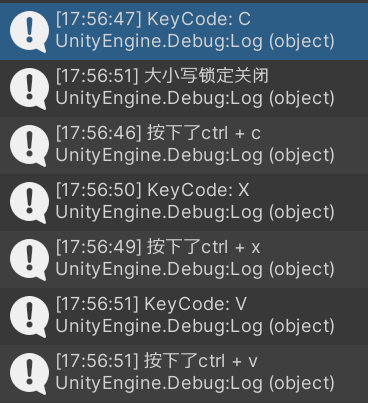 [17:56:47] KeyCode: C
UnityEngine.Debug:Log (object)
[17:56:51] 大小写锁定关闭
UnityEngine.Debug:Log (object)
[17:56:46] 按下了ctrl + c
UnityEngine.Debug:Log (object)
[17:56:50] KeyCode: X
UnityEngine.Debug:Log (object)
[17:56:49] 按下了ctrl + x
UnityEngine.Debug:Log (object)
[17:56:51] KeyCode: V
UnityEngine.Debug:Log (object)
[17:56:51] 按下了ctrl + v
UnityEngine.Debug:Log (object)